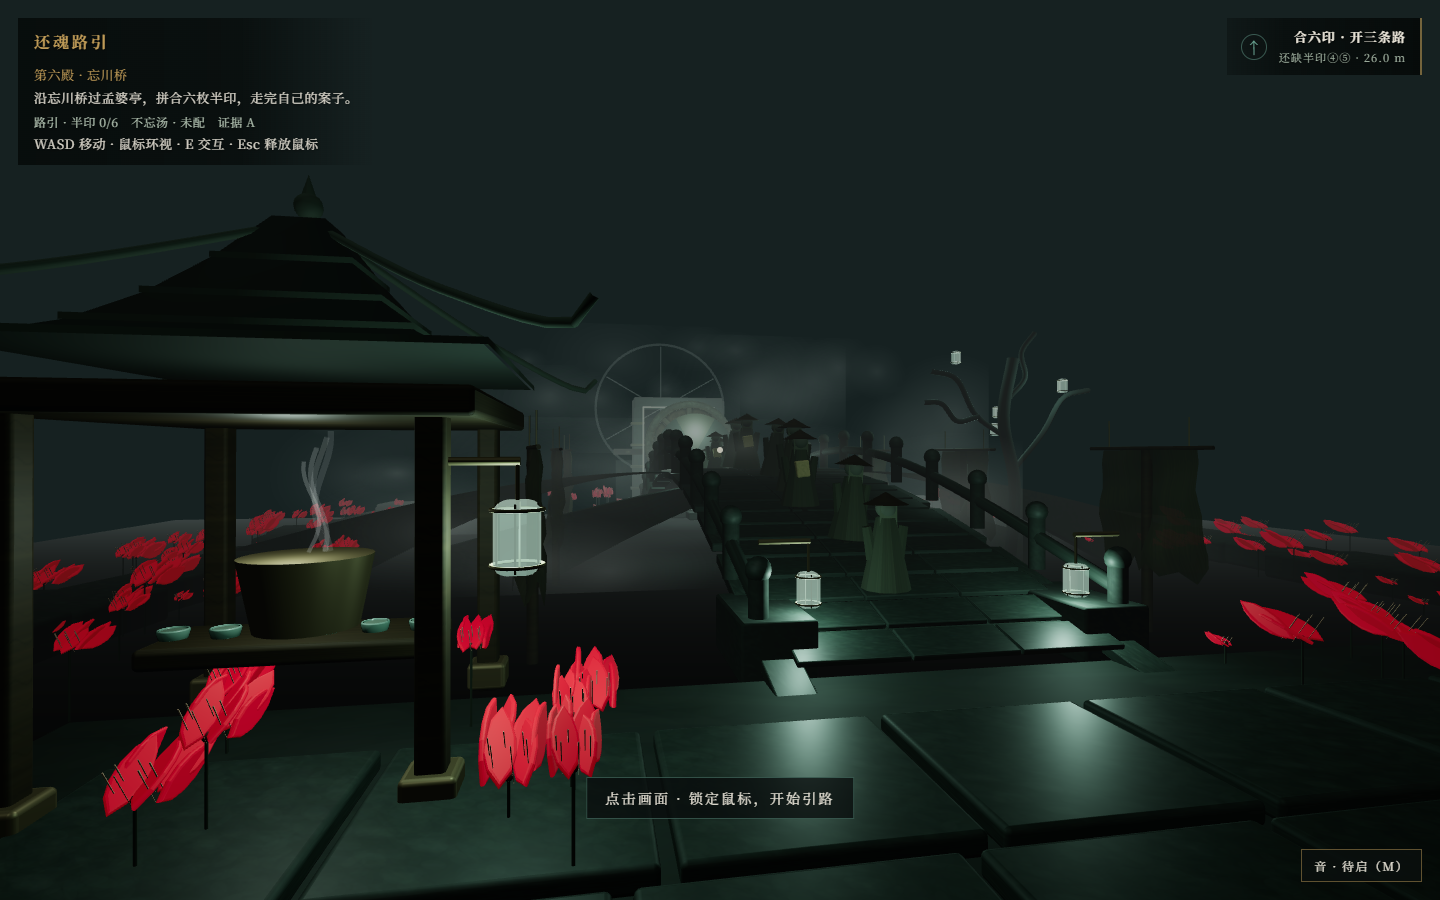 还魂路引
第六殿 · 忘川桥
沿忘川桥过孟婆亭，拼合六枚半印，走完自己的案子。
路引 · 半印 0/6 不忘汤 · 未配 证据 A
WASD 移动 · 鼠标环视 · E 交互 · Esc 释放鼠标
合六印 · 开三条路
还缺半印④⑤ · 26.0 m
点击画面 · 锁定鼠标，开始引路
音 · 待启（M）